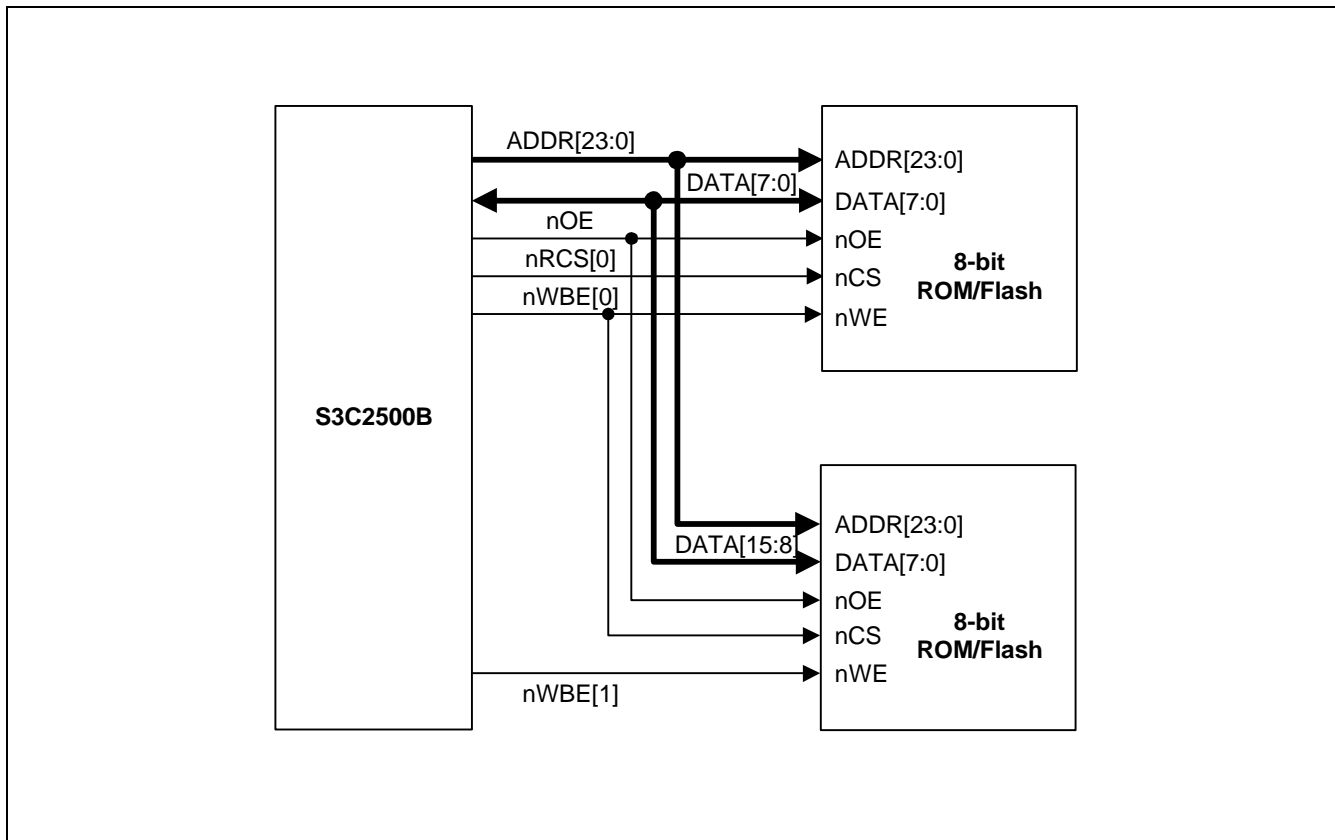 S3C2500B
ADDR[23:0]
DATA[7:0]
nOE
nRCS[0]
nWBE[0]
ADDR[23:0]
DATA[7:0]
nOE
nCS
nWE
8-bit
ROM/Flash
DATA[15:8]
nWBE[1]
ADDR[23:0]
DATA[7:0]
nOE
nCS
nWE
8-bit
ROM/Flash